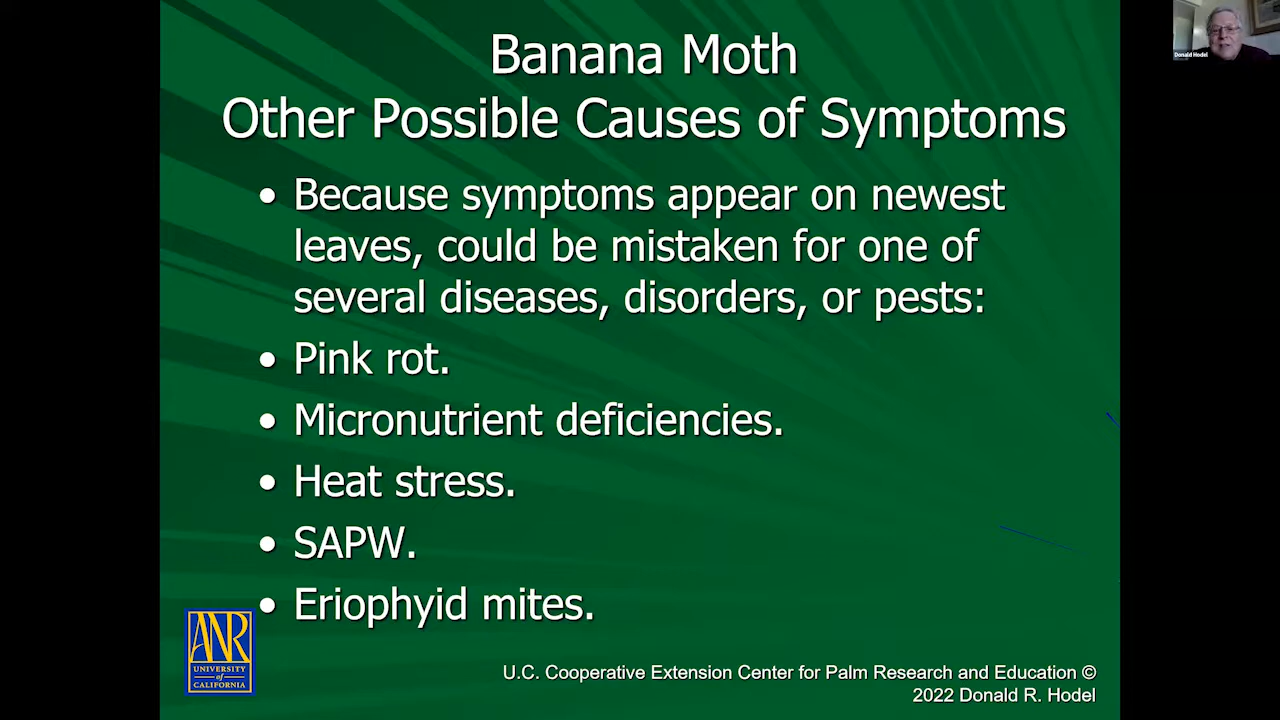 Banana Moth
Other Possible Causes of Symptoms
• Because symptoms appear on newest
leaves, could be mistaken for one of
several diseases, disorders, or pests:
• Pink rot.
• Micronutrient deficiencies.
• Heat stress.
• SAPW.
• Eriophyid mites.
ANR
UNIVERSITY
of
CALIFORNIA
U.C. Cooperative Extension Center for Palm Research and Education ©
2022 Donald R. Hodel
Donald Hodel